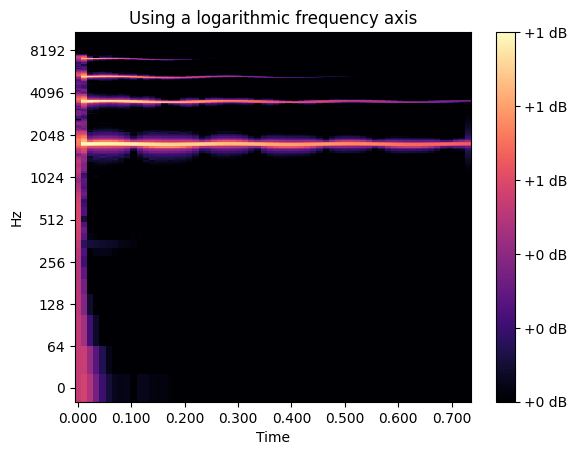 Using a logarithmic frequency axis
Hz
8192
4096
2048
1024
512
256
128
64
0
0.000 0.100 0.200 0.300 0.400 0.500 0.600 0.700
Time
+1 dB
+1 dB
+1 dB
+0 dB
+0 dB
+0 dB